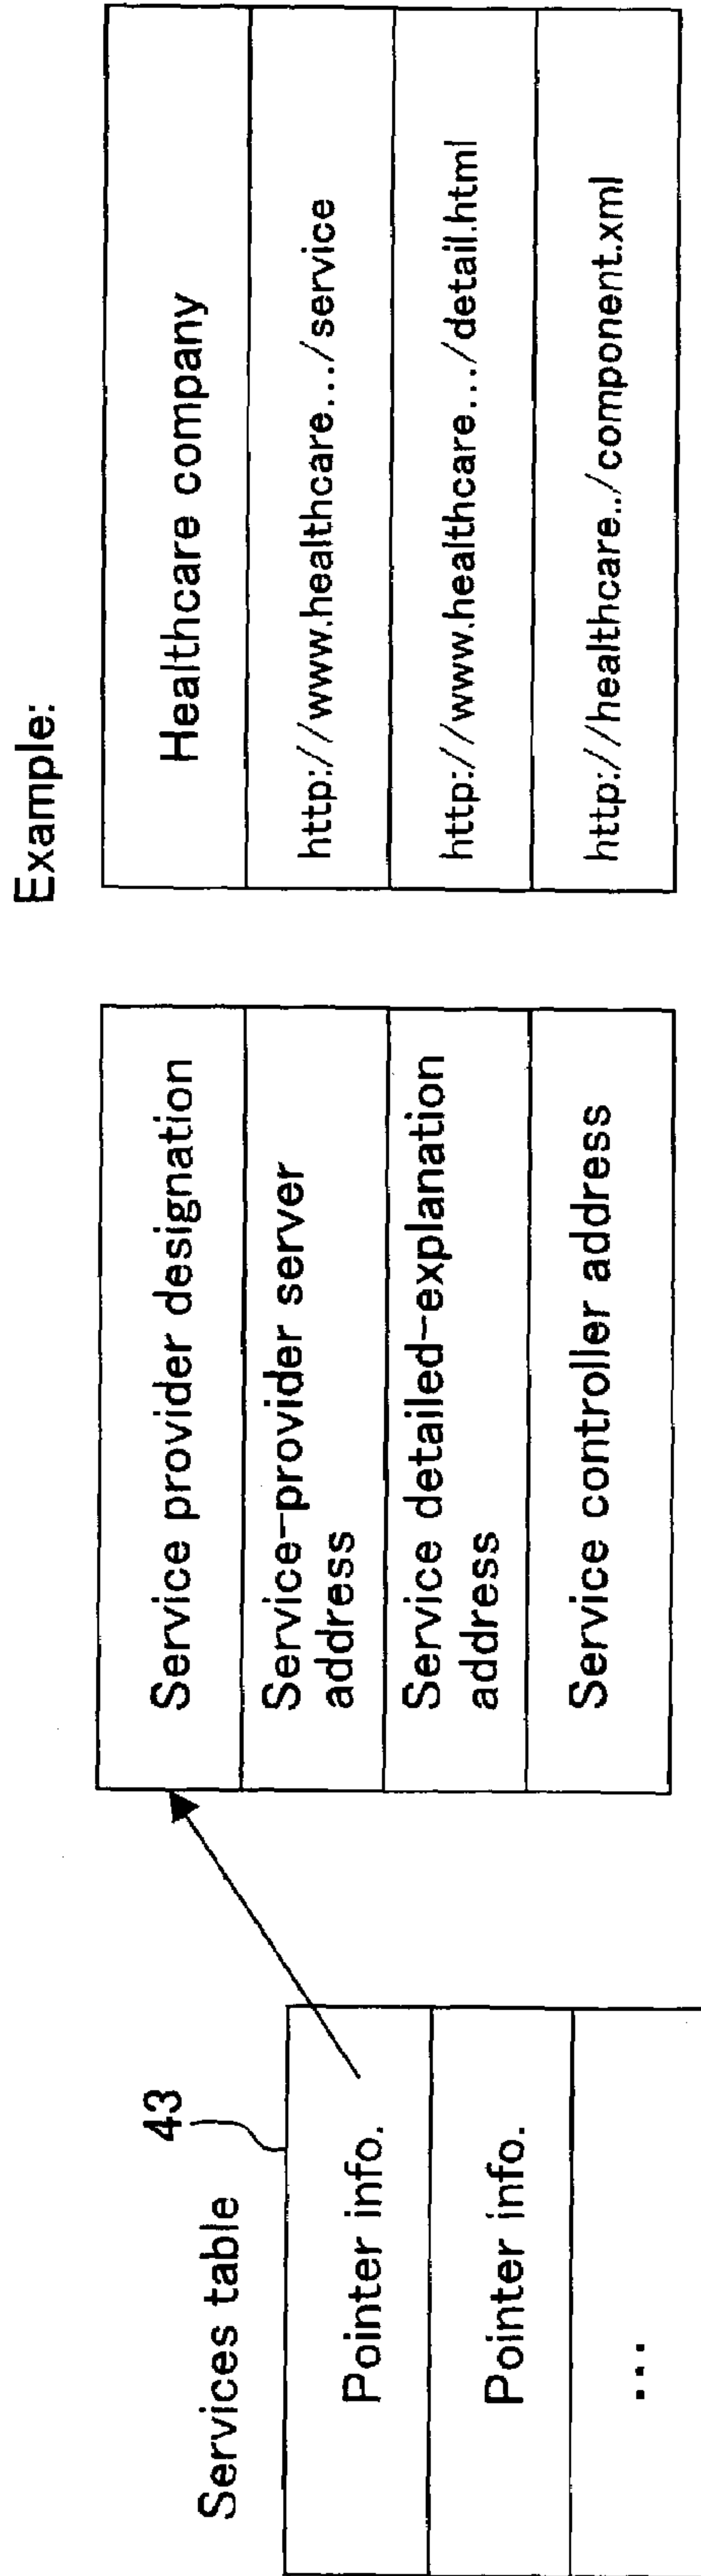 Services table
43
Pointer info.
Pointer info.
...
Service provider designation
Service-provider server
address
Service detailed-explanation
address
Service controller address
Example:
Healthcare company
http://www.healthcare.../service
http://www.healthcare.../detail.html
http://healthcare../component.xml